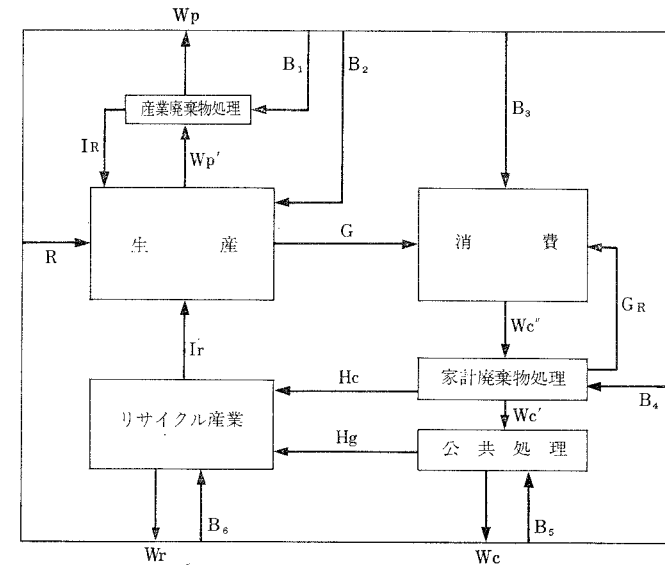 Wp
B₁
B₂
B₃
産業廃棄物処理
IR
Wp′
生産
消費
R
G
GR
Wc″
Ir
家計廃棄物処理
Hc
B₄
リサイクル産業
Wc′
公共処理
Hg
B₆
B₅
Wr
Wc